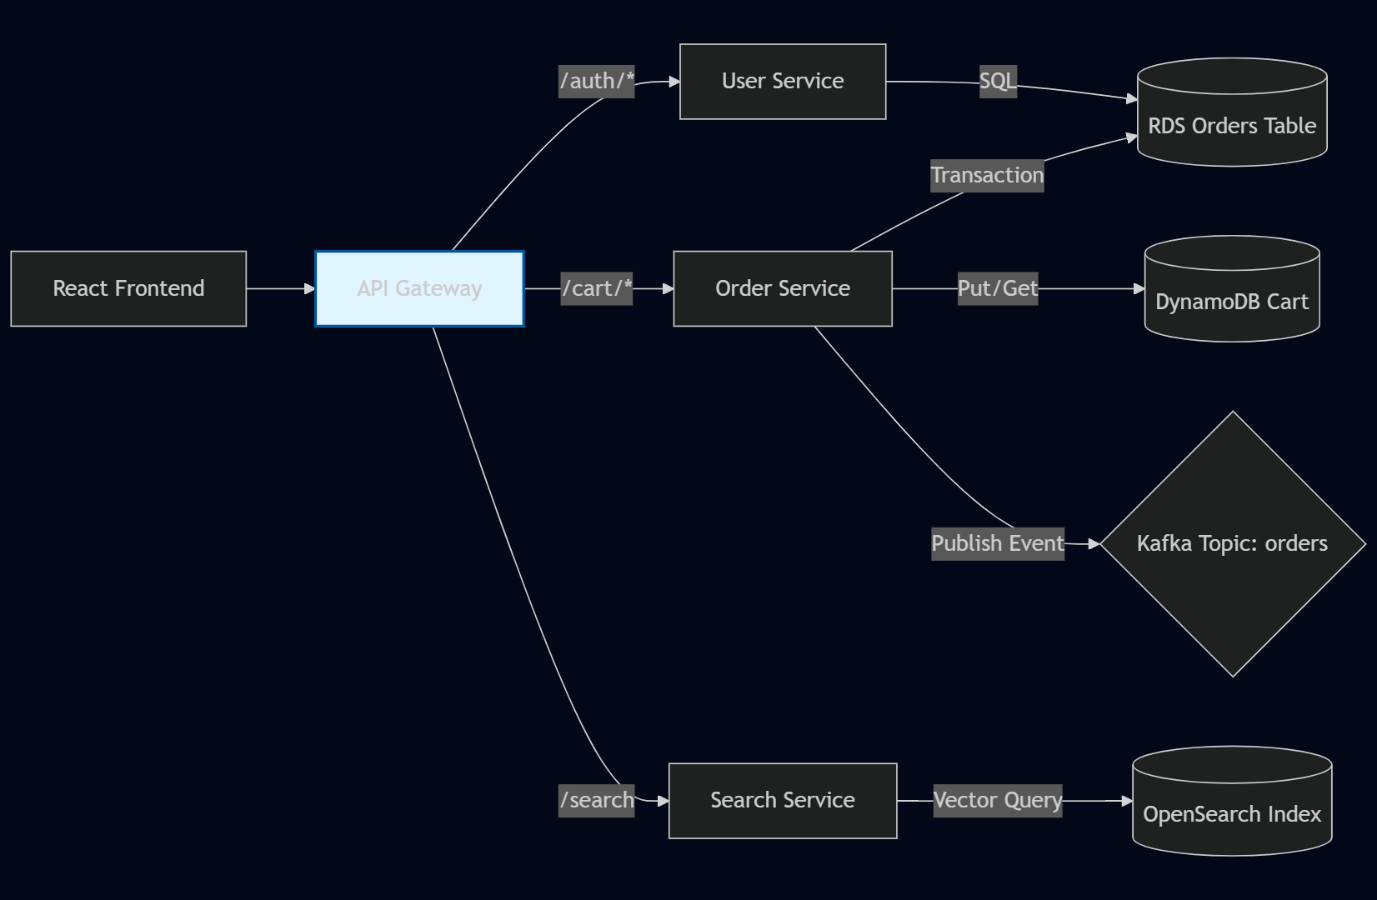 /auth/*
User Service
SQL
RDS Orders Table
Transaction
React Frontend
API Gateway
/cart/*
Order Service
Put/Get
DynamoDB Cart
Publish Event
Kafka Topic: orders
/search
Search Service
Vector Query
OpenSearch Index